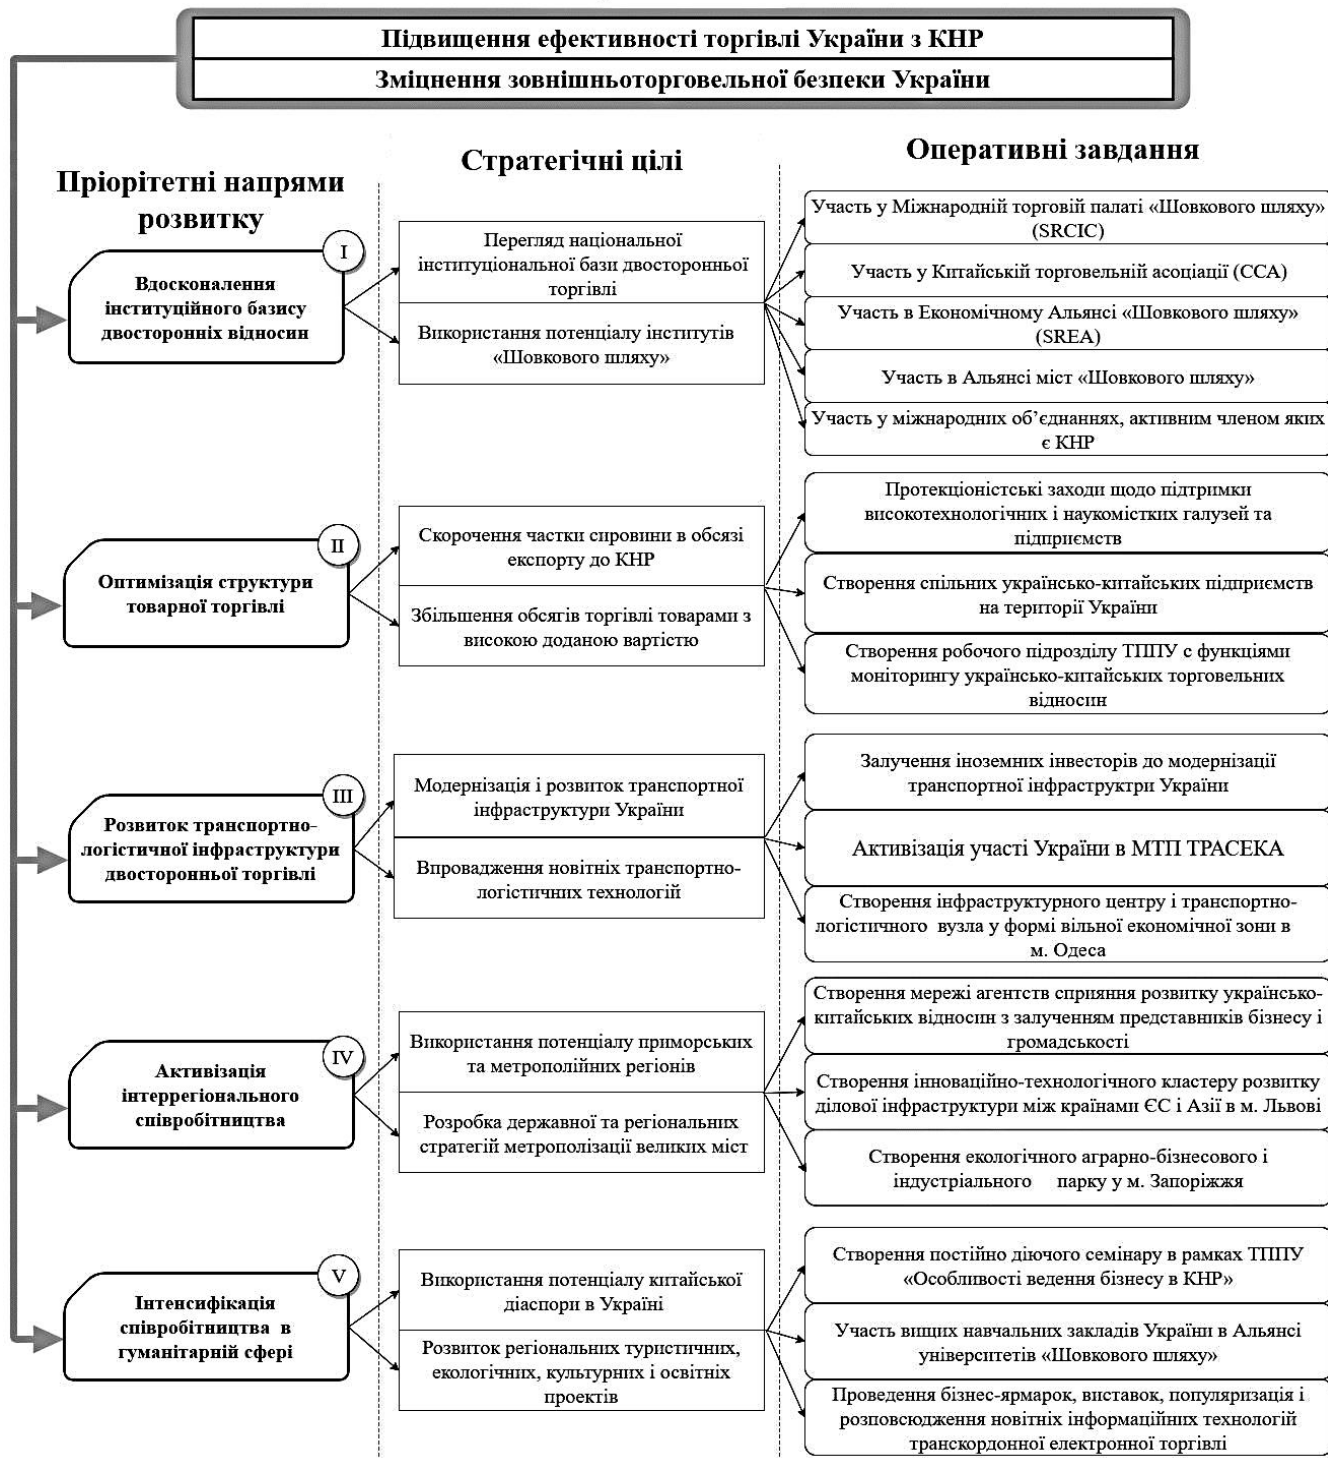 Підвищення ефективності торгівлі України з КНР
Зміцнення зовнішньоторговельної безпеки України
Пріорітетні напрями
розвитку
Стратегічні цілі
Оперативні завдання
I
Вдосконалення
інституційного базису
двосторонніх відносин
Перегляд національної
інституціональної бази двосторонньої
торгівлі
Використання потенціалу інститутів
«Шовкового шляху»
Участь у Міжнародній торговій палаті «Шовкового шляху»
(SRCIC)
Участь у Китайській торговельній асоціації (ССА)
Участь в Економічному Альянсі «Шовкового шляху»
(SREA)
Участь в Альянсі міст «Шовкового шляху»
Участь у міжнародних об’єднаннях, активним членом яких
є КНР
II
Оптимізація структури
товарної торгівлі
Скорочення частки сировини в обсязі
експорту до КНР
Збільшення обсягів торгівлі товарами з
високою доданою вартістю
Протекціоністські заходи щодо підтримки
високотехнологічних і наукомістких галузей та
підприємств
Створення спільних українсько-китайських підприємств
на території України
Створення робочого підрозділу ТППУ с функціями
моніторингу українсько-китайських торговельних
відносин
III
Розвиток транспортно-
логістичної інфраструктури
двосторонньої торгівлі
Модернізація і розвиток транспортної
інфраструктури України
Впровадження новітніх транспортно-
логістичних технологій
Залучення іноземних інвесторів до модернізації
транспортної інфраструктри України
Активізація участі України в МТП ТРАСЕКА
Створення інфраструктурного центру і транспортно-
логістичного вузла у формі вільної економічної зони в
м. Одеса
IV
Активізація
інтеррегіонального
співробітництва
Використання потенціалу приморських
та метрополійних регіонів
Розробка державної та регіональних
стратегій метрополізації великих міст
Створення мережі агентств сприяння розвитку українсько-
китайських відносин з залученням представників бізнесу і
громадськості
Створення інноваційно-технологічного кластеру розвитку
ділової інфраструктури між країнами ЄС і Азії в м. Львові
Створення екологічного аграрно-бізнесового і
індустріального парку у м. Запоріжжя
V
Інтенсифікація
співробітництва в
гуманітарній сфері
Використання потенціалу китайської
діаспори в Україні
Розвиток регіональних туристичних,
екологічних, культурних і освітніх
проектів
Створення постійно діючого семінару в рамках ТППУ
«Особливості ведення бізнесу в КНР»
Участь вищих навчальних закладів України в Альянсі
університетів «Шовкового шляху»
Проведення бізнес-ярмарок, виставок, популяризація і
розповсюдження новітніх інформаційних технологій
транскордонної електронної торгівлі